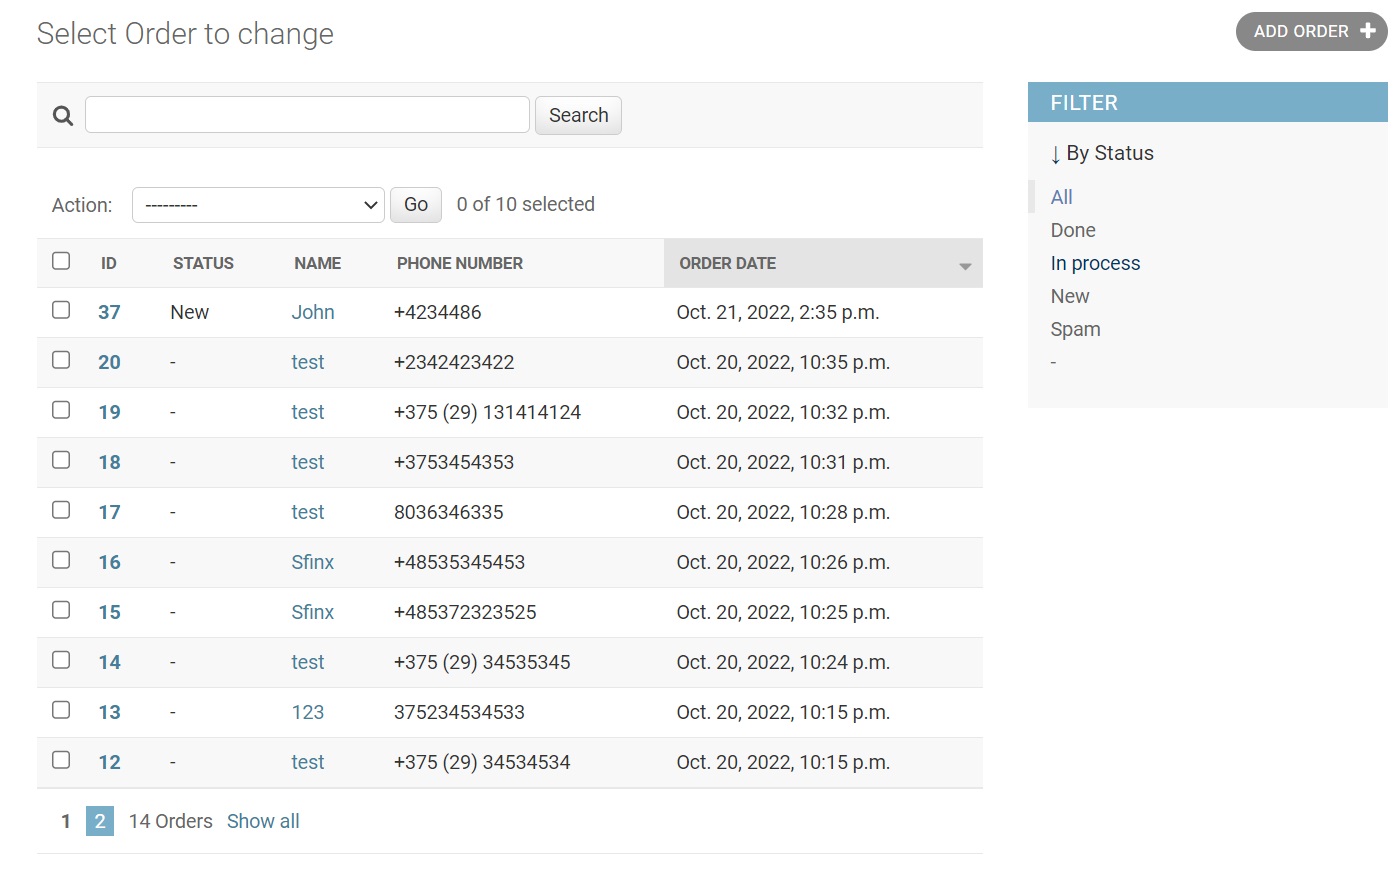 Select Order to change
ADD ORDER
Search
FILTER
↓ By Status
All
Done
In process
New
Spam
-
Action: --------- Go 0 of 10 selected
ID STATUS NAME PHONE NUMBER ORDER DATE
37 New John +4234486 Oct. 21, 2022, 2:35 p.m.
20 - test +2342423422 Oct. 20, 2022, 10:35 p.m.
19 - test +375 (29) 131414124 Oct. 20, 2022, 10:32 p.m.
18 - test +3753454353 Oct. 20, 2022, 10:31 p.m.
17 - test 8036346335 Oct. 20, 2022, 10:28 p.m.
16 - Sfinx +48535345453 Oct. 20, 2022, 10:26 p.m.
15 - Sfinx +485372323525 Oct. 20, 2022, 10:25 p.m.
14 - test +375 (29) 34535345 Oct. 20, 2022, 10:24 p.m.
13 - 123 375234534533 Oct. 20, 2022, 10:15 p.m.
12 - test +375 (29) 34534534 Oct. 20, 2022, 10:15 p.m.
1 2 14 Orders Show all